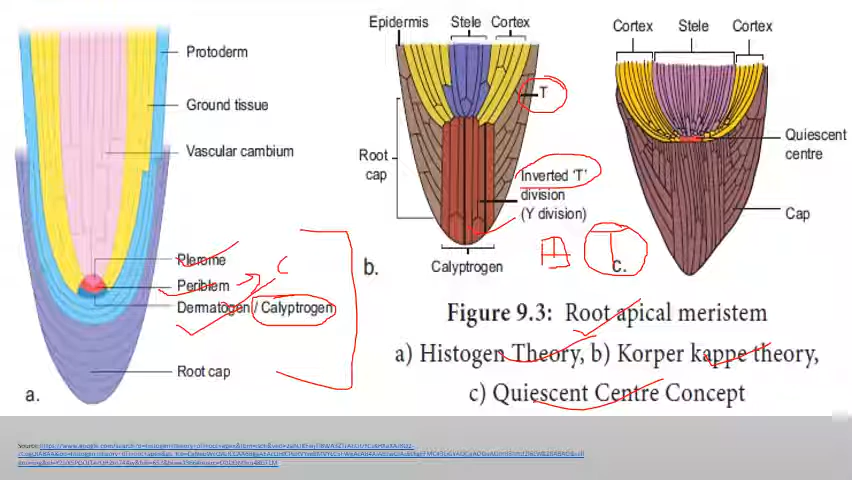 Protoderm
Ground tissue
Vascular cambium
Plerome
Periblem
Dermatogen / Calyptrogen
Root cap
a.
C
Epidermis Stele Cortex
T
Root
cap
Inverted 'T'
division
(Y division)
Calyptrogen
b.
T
Cortex Stele Cortex
Quiescent
centre
Cap
c.
Figure 9.3: Root apical meristem
a) Histogen Theory, b) Korper kappe theory,
c) Quiescent Centre Concept